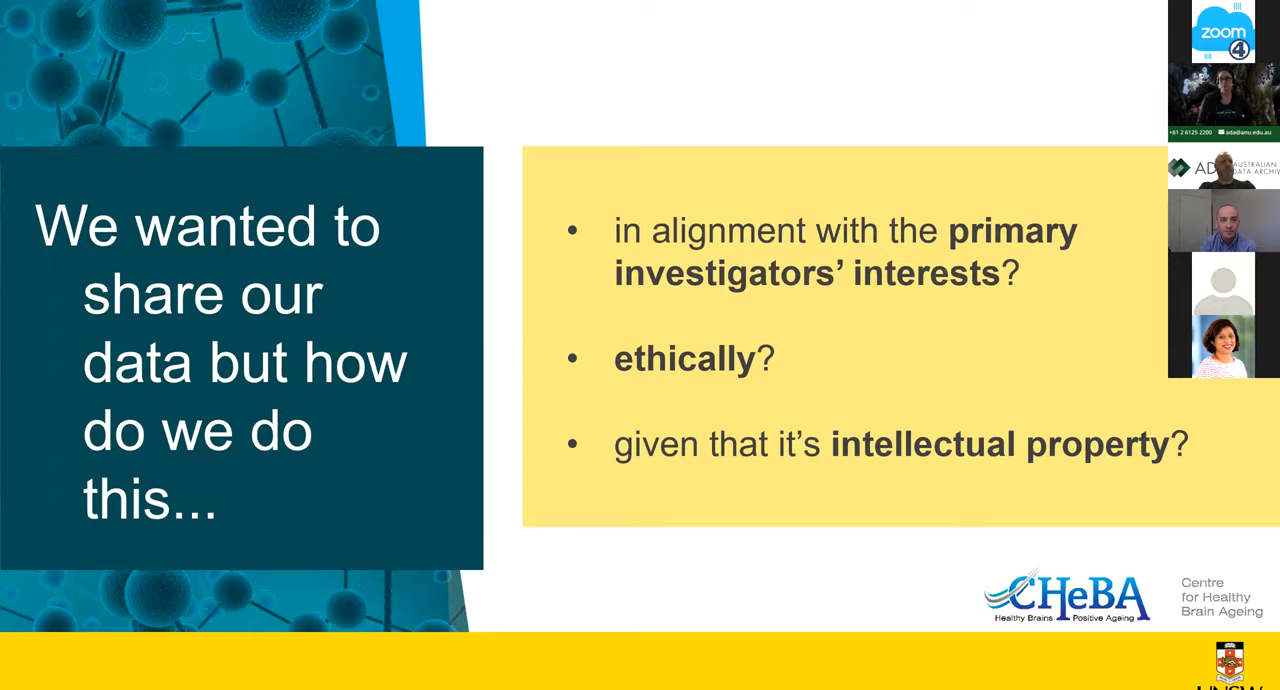 We wanted to
share our
data but how
do we do
this...
• in alignment with the primary
investigators’ interests?
• ethically?
• given that it’s intellectual property?
zoom
4
+61 2 6125 2200 ada@anu.edu.au
AUSTRALIAN
DATA ARCHIV
CHeBA
Healthy Brains Positive Ageing
Centre
for Healthy
Brain Ageing